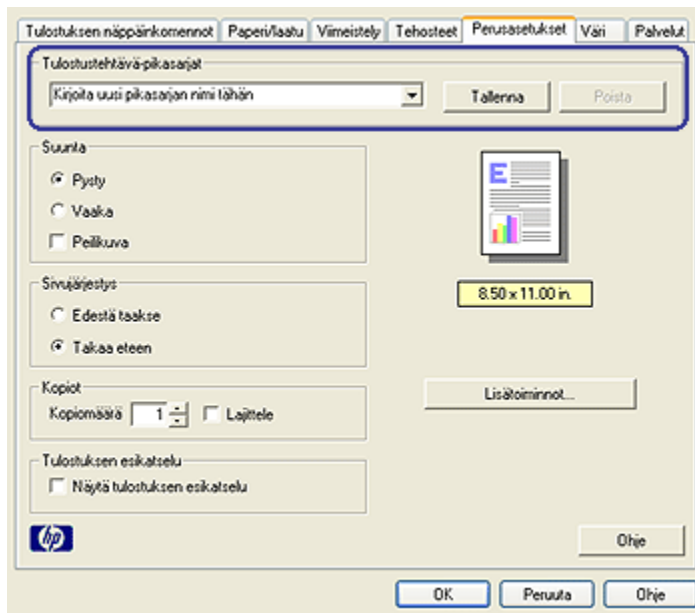 Tulostuksen näppäinkomennot Paperi/laatu Viimeistely Tehosteet Perusasetukset Väri Palvelut
Tulostustehtävä-pikasarjat
Kirjoita uusi pikasarjan nimi tähän Tallenna Poista
Suunta
Pysty
Vaaka
Peilikuva
E
8.50 x 11.00 in.
Sivujärjestys
Edestä taakse
Takaa eteen
Kopiot
Kopiomäärä 1 Lajittele
Lisätoiminnot...
Tulostuksen esikatselu
Näytä tulostuksen esikatselu
hp
Ohje
OK Peruuta Ohje